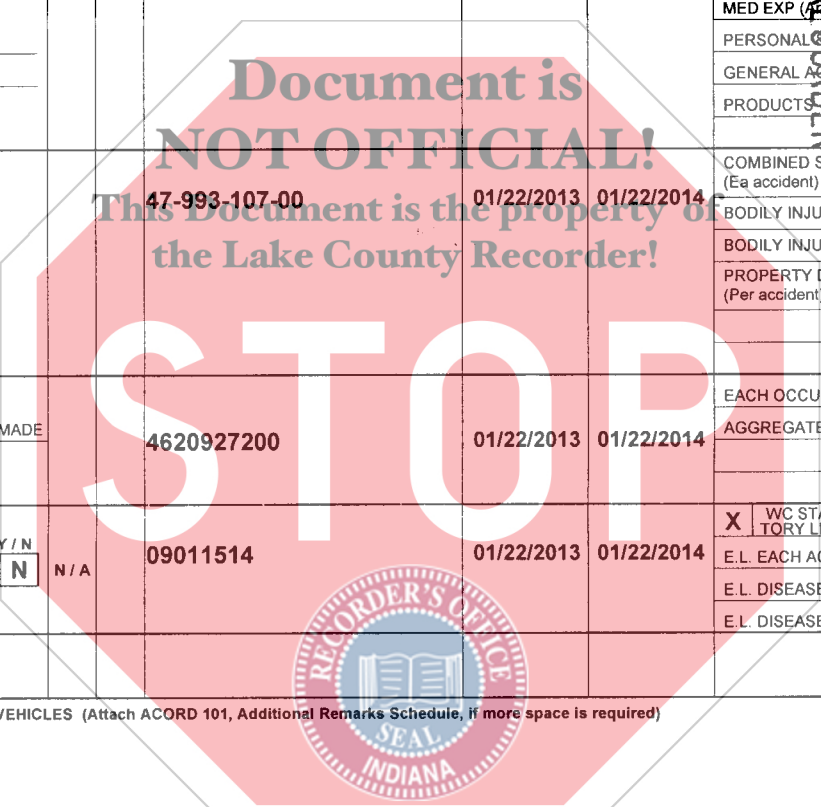 MED EXP
PERSONAL
GENERAL
PRODUCTS
Document is
NOT OFFICIAL!
This Document is the property of
the Lake County Recorder!
COMBINED S
(Ea accident)
47-993-107-00 01/22/2013 01/22/2014
BODILY INJU
BODILY INJU
PROPERTY D
(Per accident
STOP!
EACH OCCU
MADE 4620927200 01/22/2013 01/22/2014 AGGREGATE
X WC STA
TORY LI
Y / N
N N / A 09011514 01/22/2013 01/22/2014 E.L. EACH AC
E.L. DISEASE
E.L. DISEASE
RECORDER'S OFFICE
SEAL
INDIANA
VEHICLES (Attach ACORD 101, Additional Remarks Schedule, if more space is required)